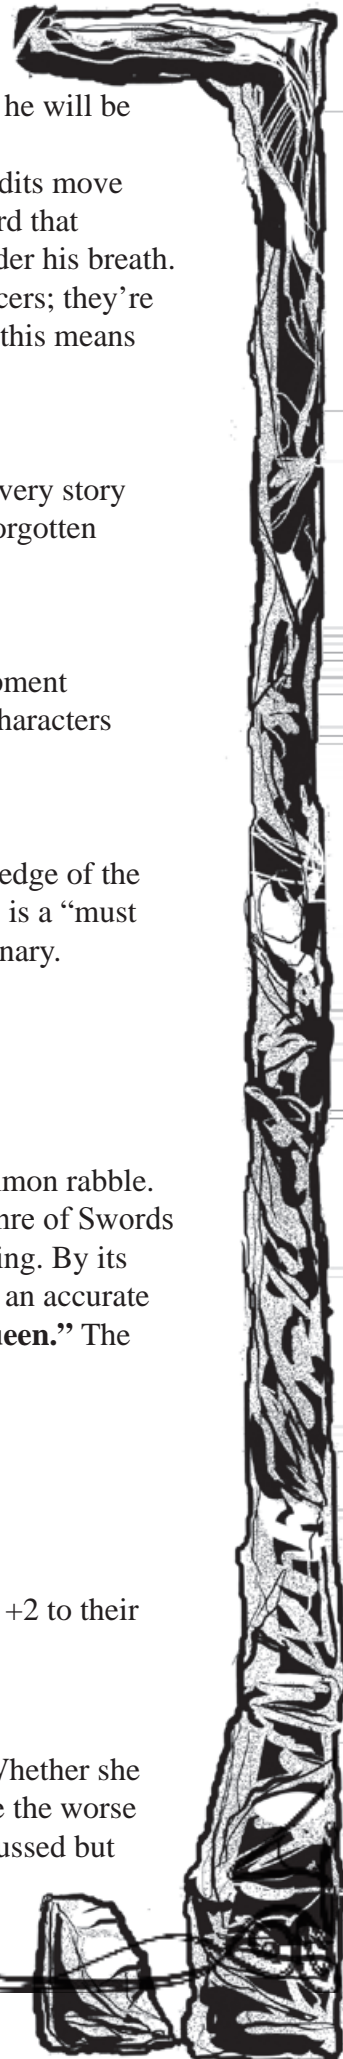 he will be
dits move
rd that
der his breath.
cers; they’re
this means
very story
orgotten
pment
haracters
edge of the
is a “must
nary.
mon rabble.
nre of Swords
ing. By its
an accurate
ueen.” The
+2 to their
Whether she
e the worse
ussed but